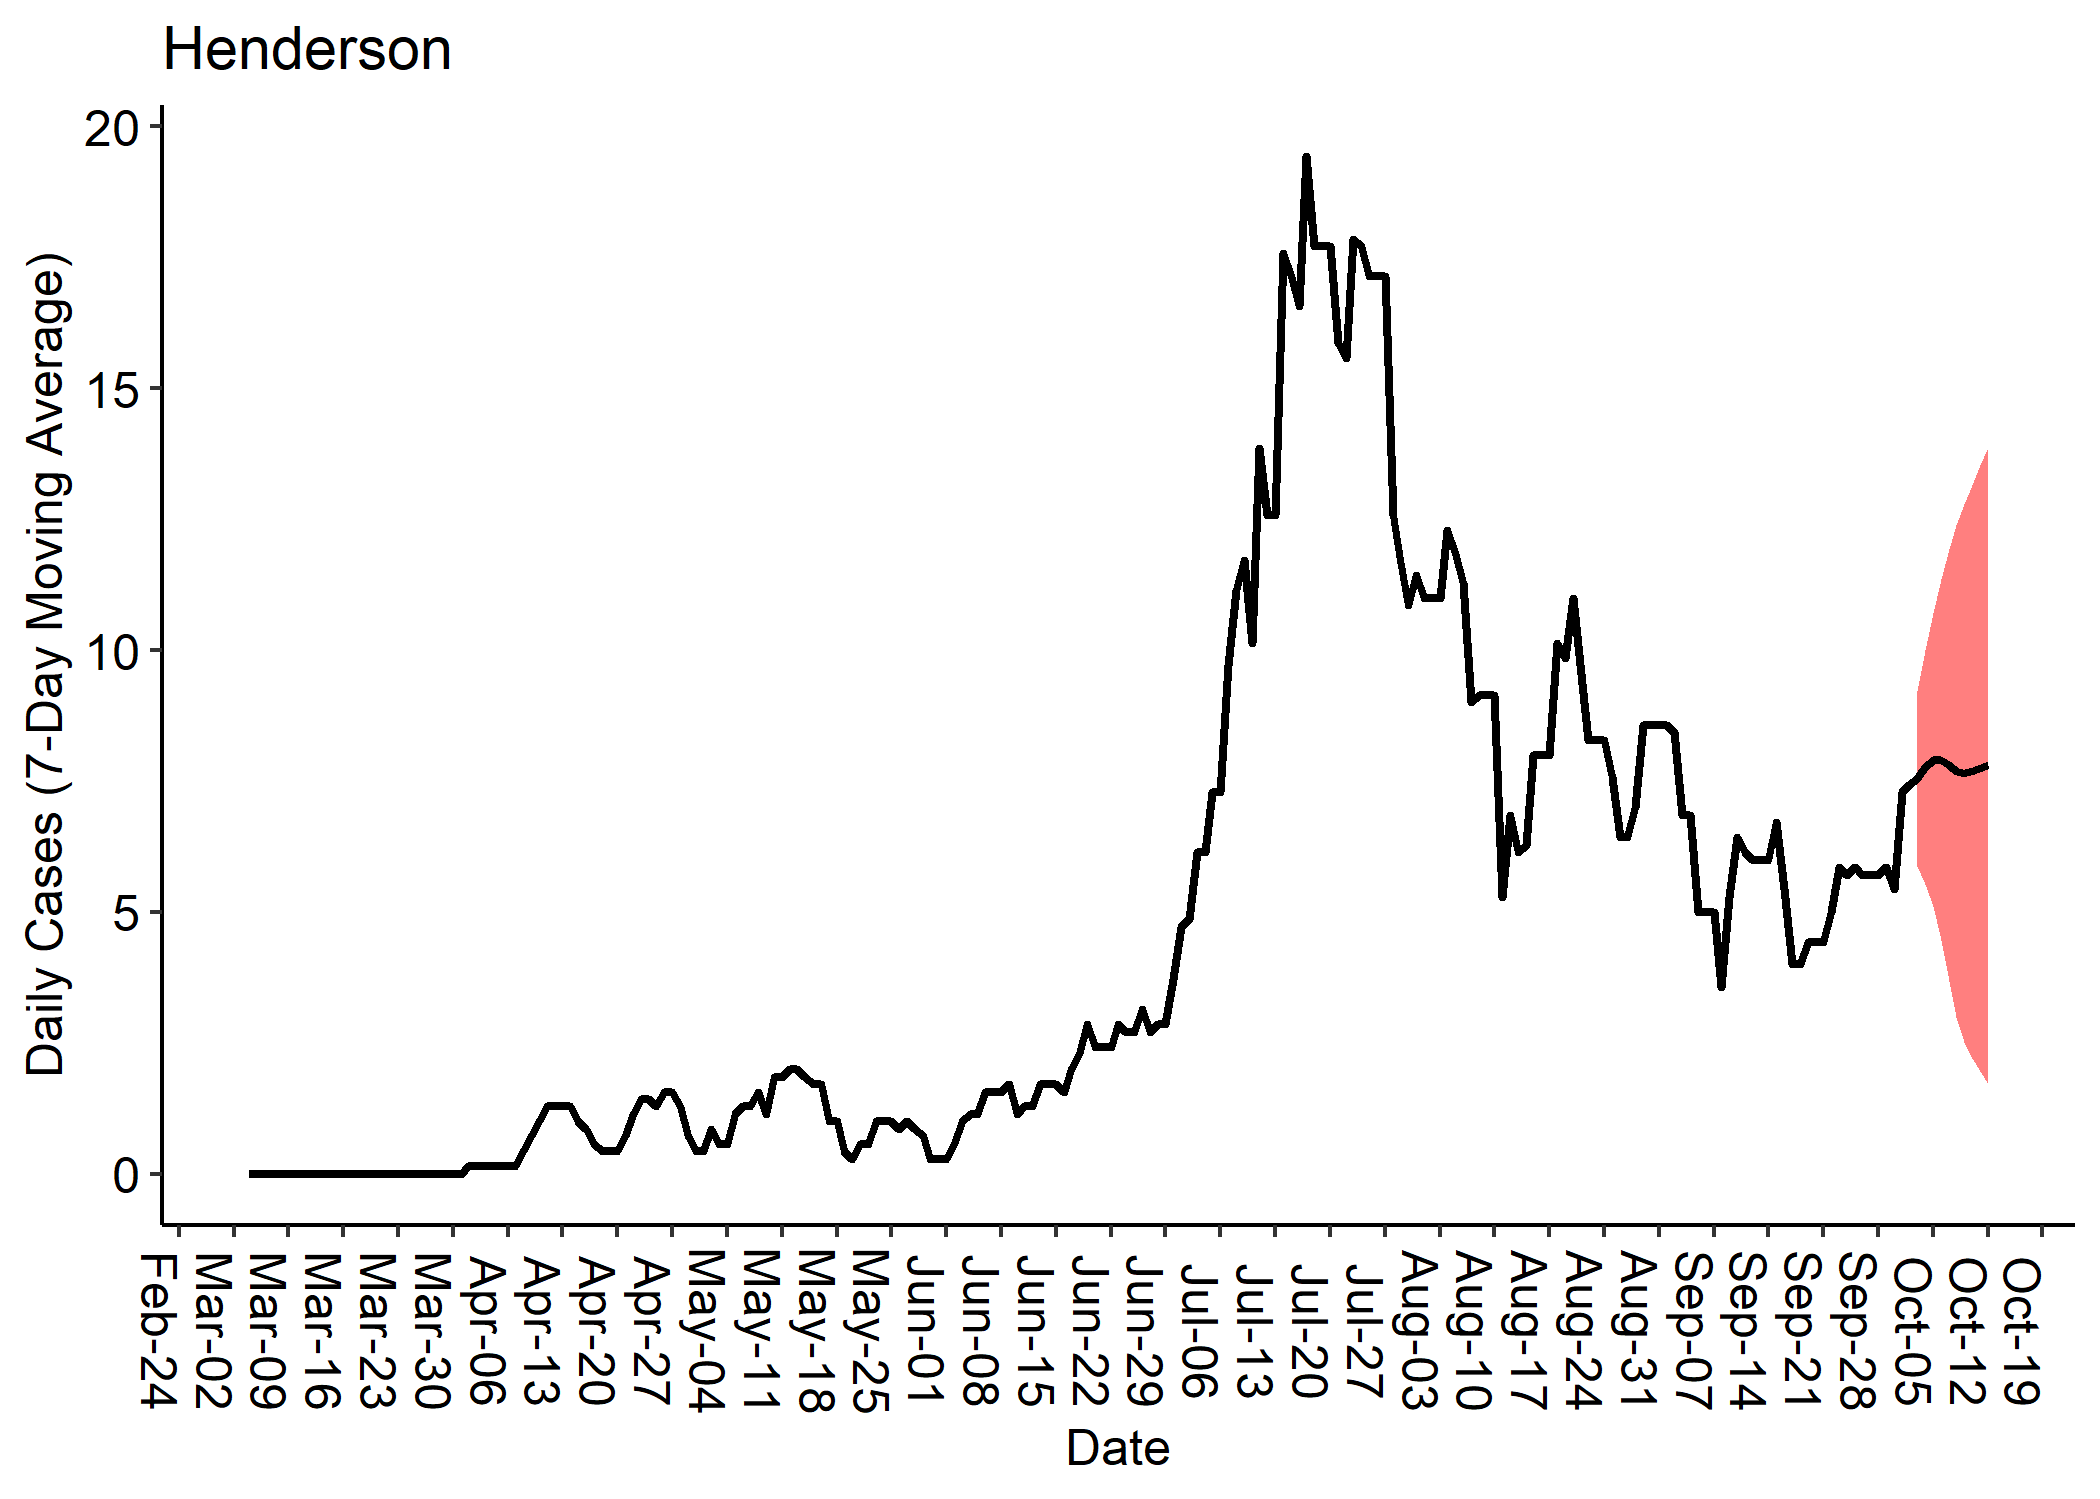 Henderson
Daily Cases (7-Day Moving Average)
20
15
10
5
0
Feb-24
Mar-02
Mar-09
Mar-16
Mar-23
Mar-30
Apr-06
Apr-13
Apr-20
Apr-27
May-04
May-11
May-18
May-25
Jun-01
Jun-08
Jun-15
Jun-22
Jun-29
Jul-06
Jul-13
Jul-20
Jul-27
Aug-03
Aug-10
Aug-17
Aug-24
Aug-31
Sep-07
Sep-14
Sep-21
Sep-28
Oct-05
Oct-12
Oct-19
Date